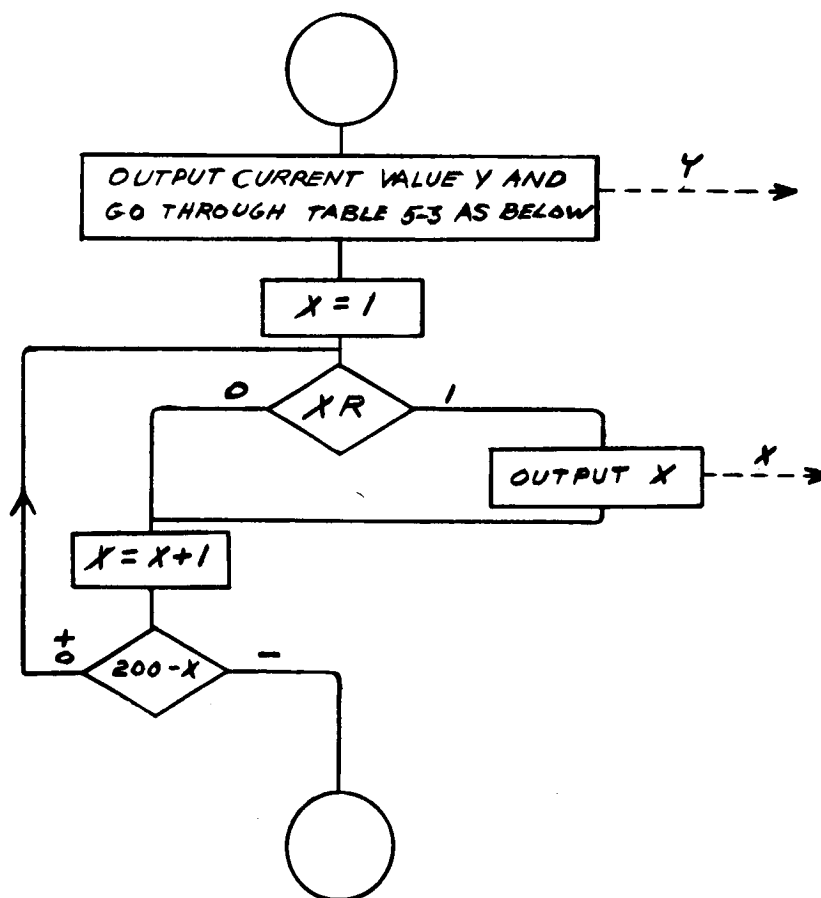 OUTPUT CURRENT VALUE Y AND
GO THROUGH TABLE 5-3 AS BELOW
Y
X = 1
0
XR
1
OUTPUT X
X
X = X+1
+
0
200-X
-